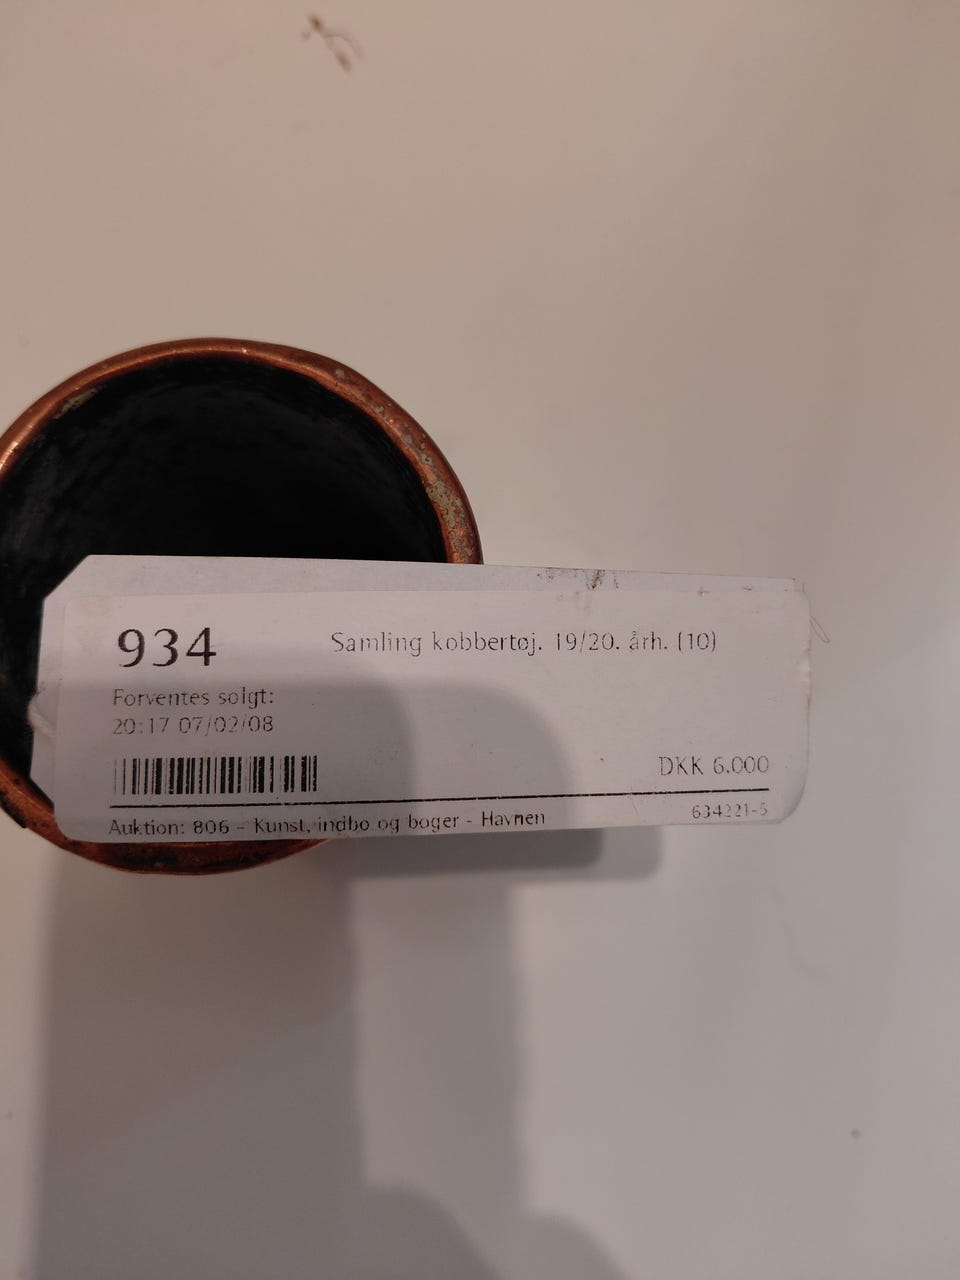 934
Samling kobbertøj. 19/20. årh. (10)
Forventes solgt:
20:17 07/02/08
DKK 6.000
634221-5
Auktion: 806 - Kunst, indbo og bøger - Havnen